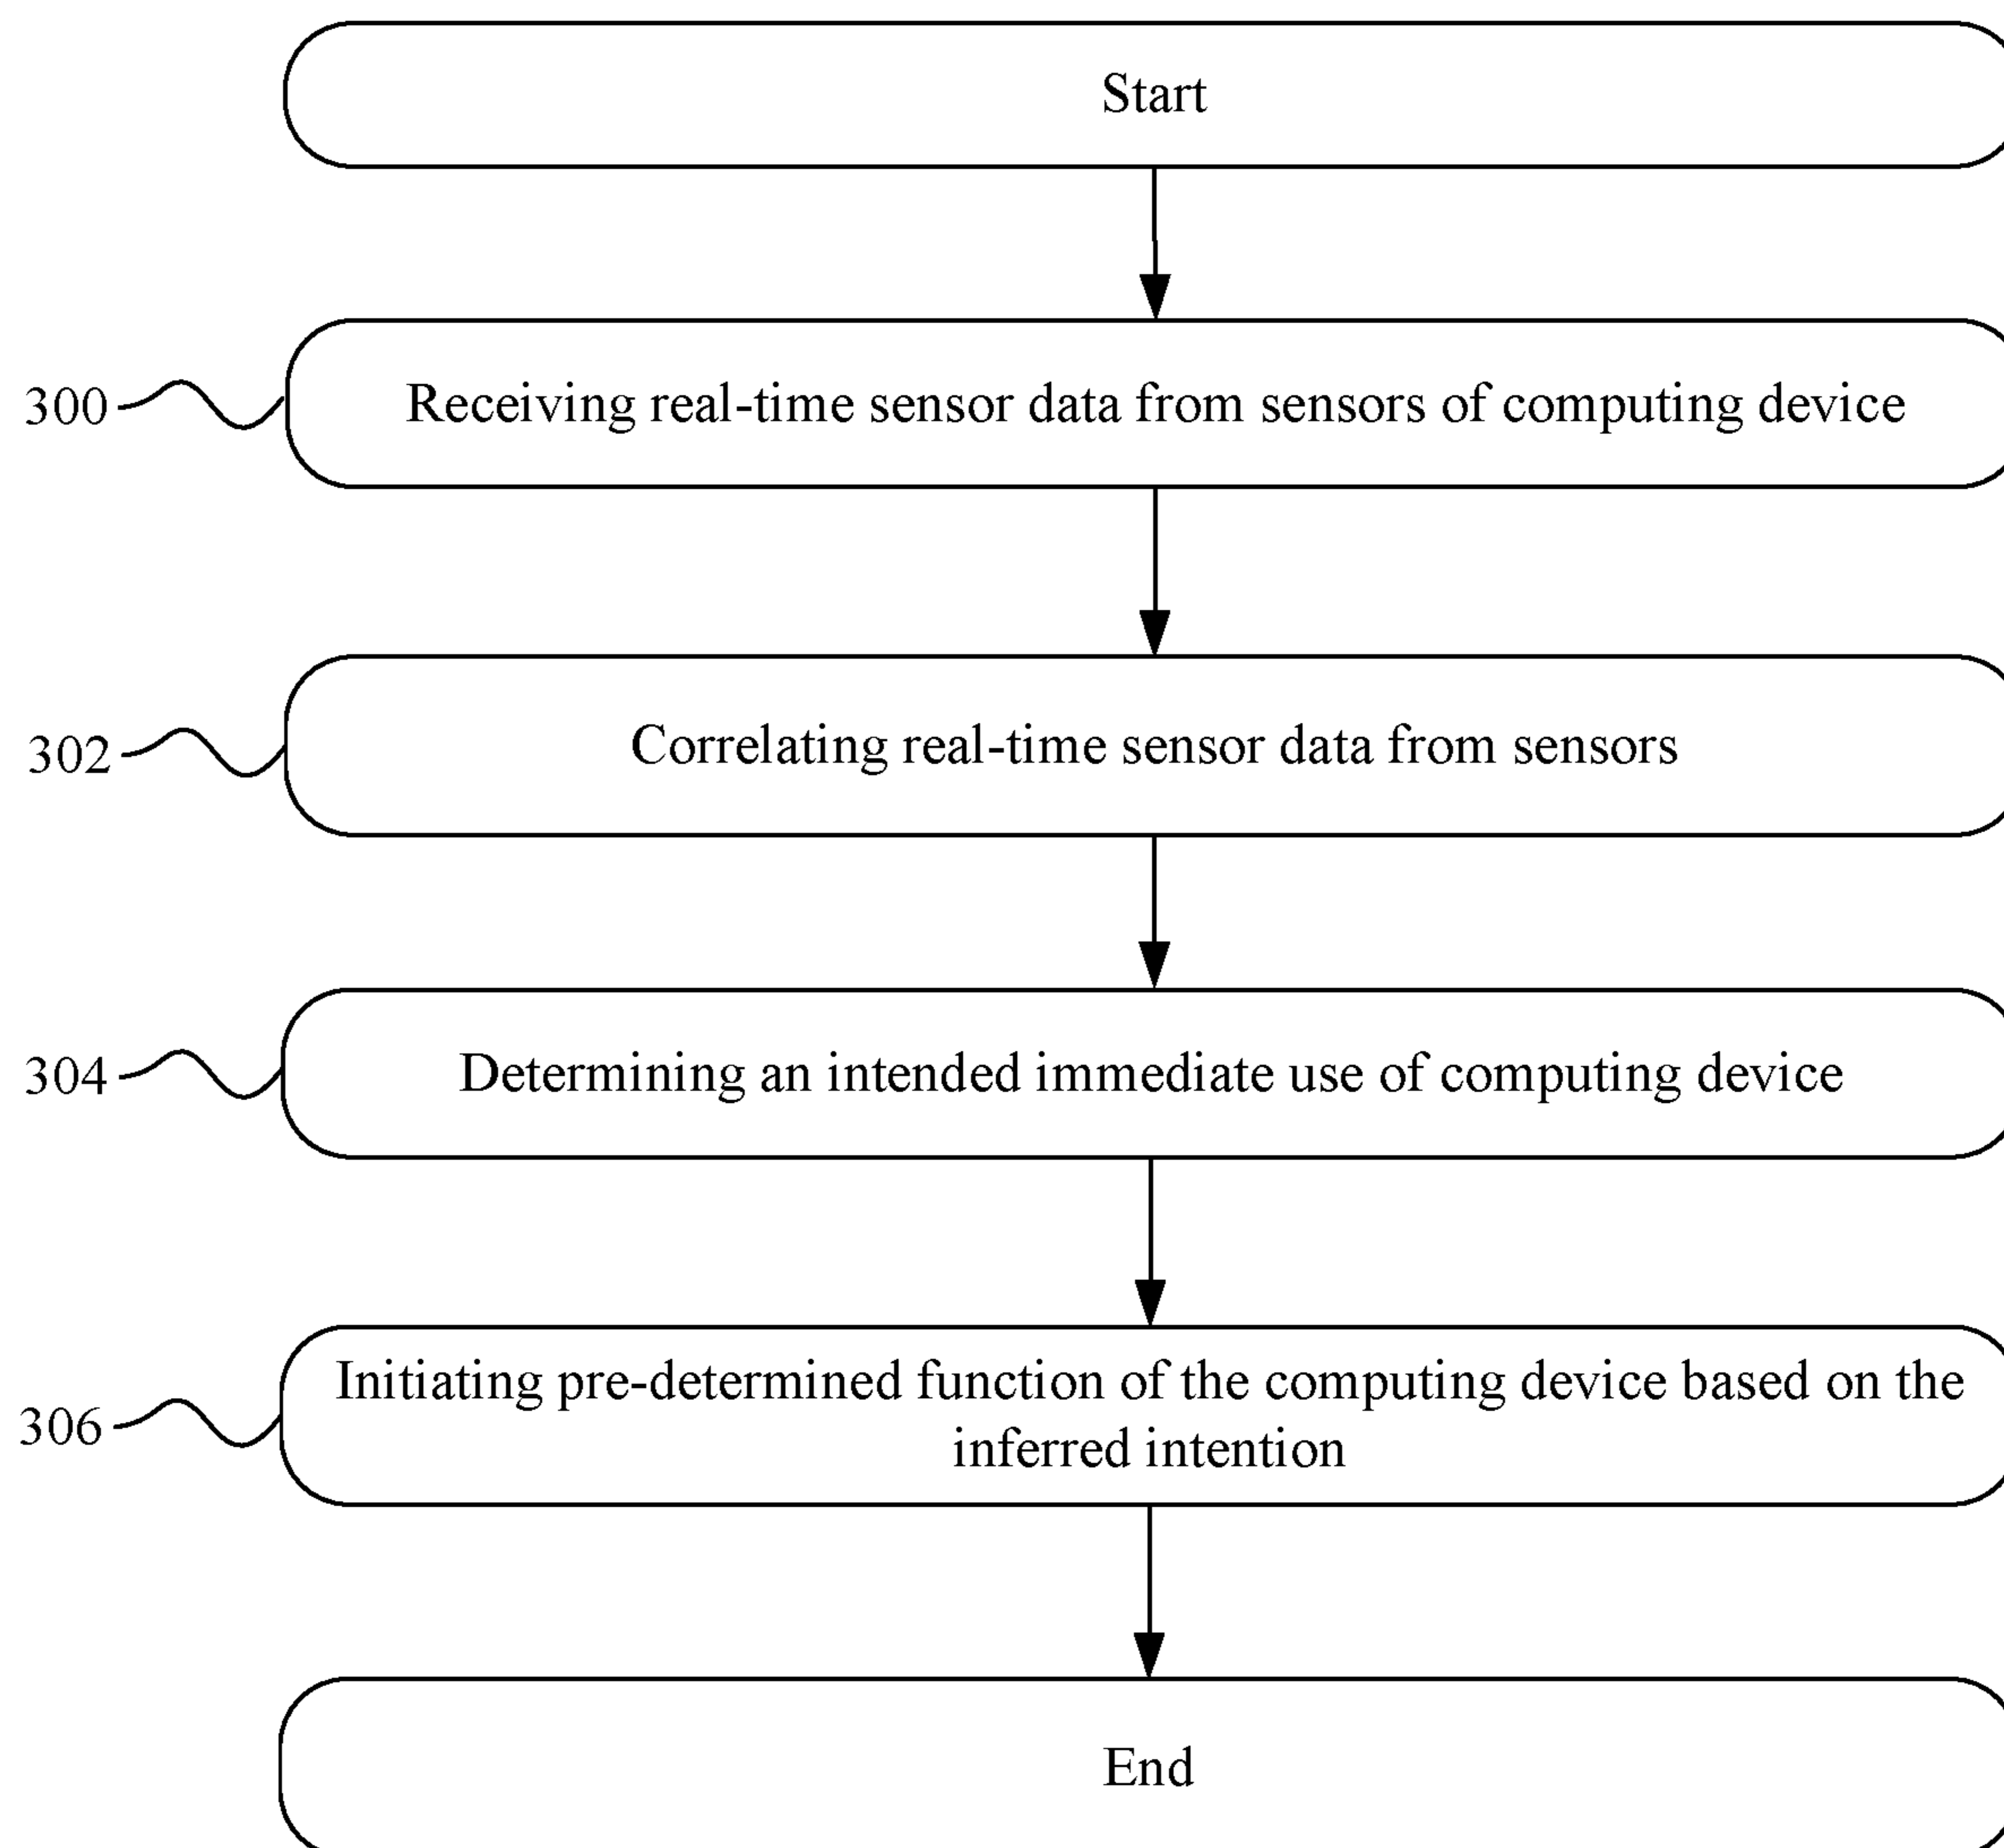 Start
300
Receiving real-time sensor data from sensors of computing device
302
Correlating real-time sensor data from sensors
304
Determining an intended immediate use of computing device
306
Initiating pre-determined function of the computing device based on the
inferred intention
End